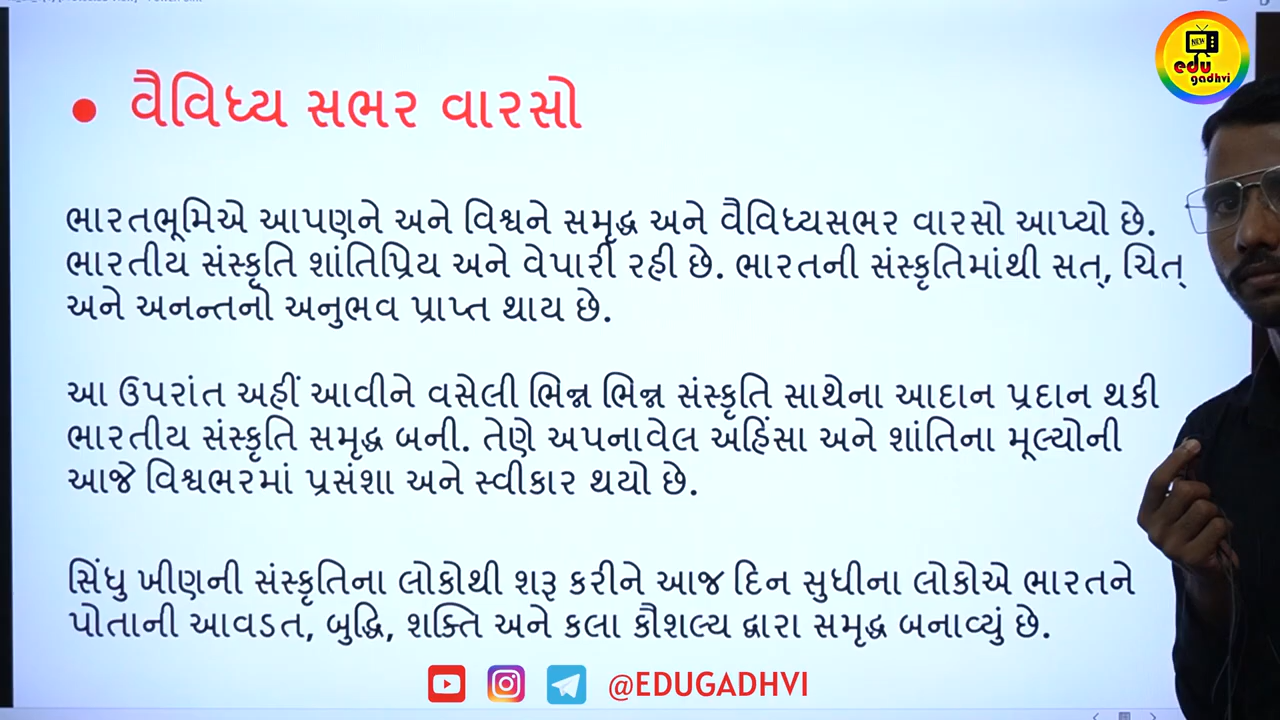 NEW
edu
gadhvi
• વૈવિધ્ય સભર વારસો
ભારતભૂમિએ આપણને અને વિશ્વને સમૃદ્ધ અને વૈવિધ્યસભર વારસો આપ્યો છે.
ભારતીય સંસ્કૃતિ શાંતિપ્રિય અને વેપારી રહી છે. ભારતની સંસ્કૃતિમાંથી સત્, ચિત્
અને અનન્તનો અનુભવ પ્રાપ્ત થાય છે.
આ ઉપરાંત અહીં આવીને વસેલી ભિન્ન ભિન્ન સંસ્કૃતિ સાથેના આદાન પ્રદાન થકી
ભારતીય સંસ્કૃતિ સમૃદ્ધ બની. તેણે અપનાવેલ અહિંસા અને શાંતિના મૂલ્યોની
આજે વિશ્વભરમાં પ્રસંશા અને સ્વીકાર થયો છે.
સિંધુ ખીણની સંસ્કૃતિના લોકોથી શરૂ કરીને આજ દિન સુધીના લોકોએ ભારતને
પોતાની આવડત, બુદ્ધિ, શક્તિ અને કલા કૌશલ્ય દ્વારા સમૃદ્ધ બનાવ્યું છે.
@EDUGADHVI